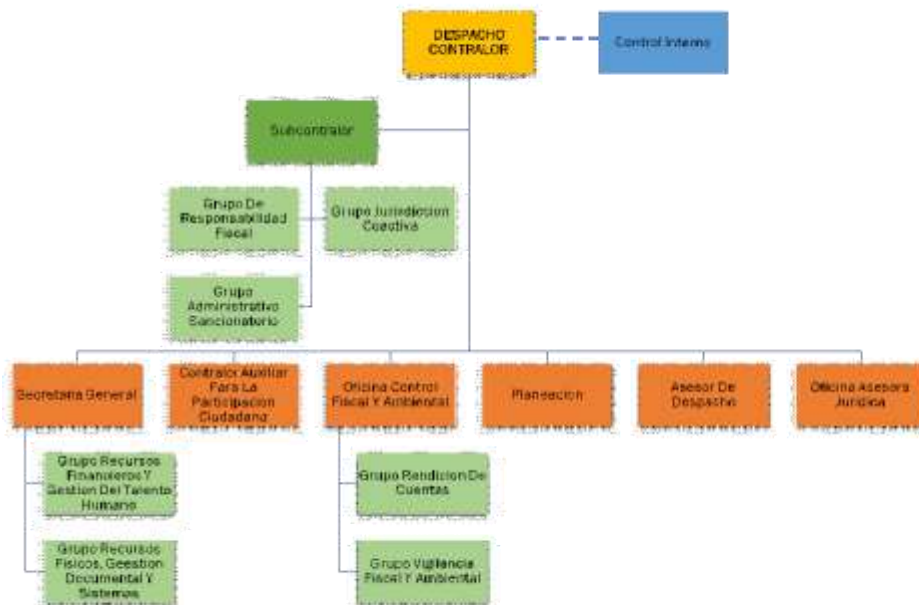 DESPACHO
CONTRALOR
Control Interno
Subcontralor
Grupo De
Responsabilidad
Fiscal
Grupo Jurisdiccion
Coactiva
Grupo
Administrativo
Sancionatorio
Secretaria General
Contralor Auxiliar
Para La
Participacion
Ciudadana
Oficina Control
Fiscal Y Ambiental
Planeacion
Asesor De
Despacho
Oficina Asesora
Juridica
Grupo Recursos
Financieros Y
Gestion Del Talento
Humano
Grupo Rendicion De
Cuentas
Grupo Recursos
Fisicos, Geestion
Documental Y
Sistemas
Grupo Vigilancia
Fiscal Y Ambiental